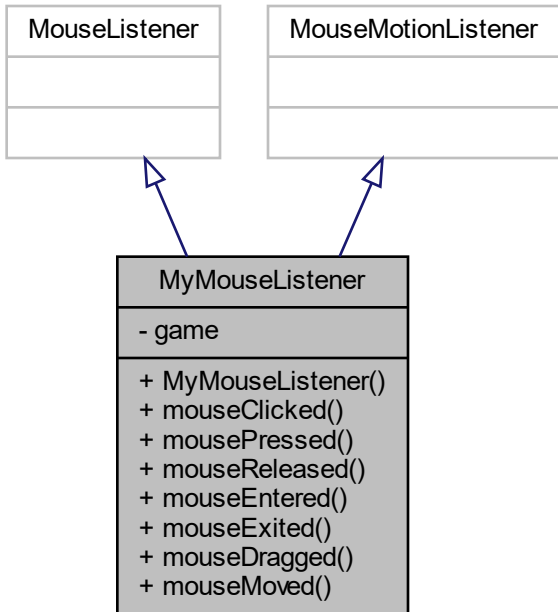 MouseListener
MouseMotionListener
MyMouseListener
- game
+ MyMouseListener()
+ mouseClicked()
+ mousePressed()
+ mouseReleased()
+ mouseEntered()
+ mouseExited()
+ mouseDragged()
+ mouseMoved()